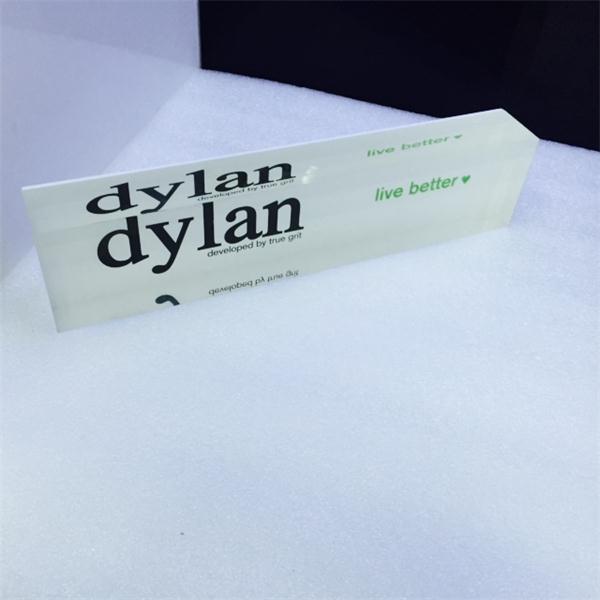 dylan
developed by true grit
live better ♥
dylan
developed by true grit
live better ♥
developed by true grit